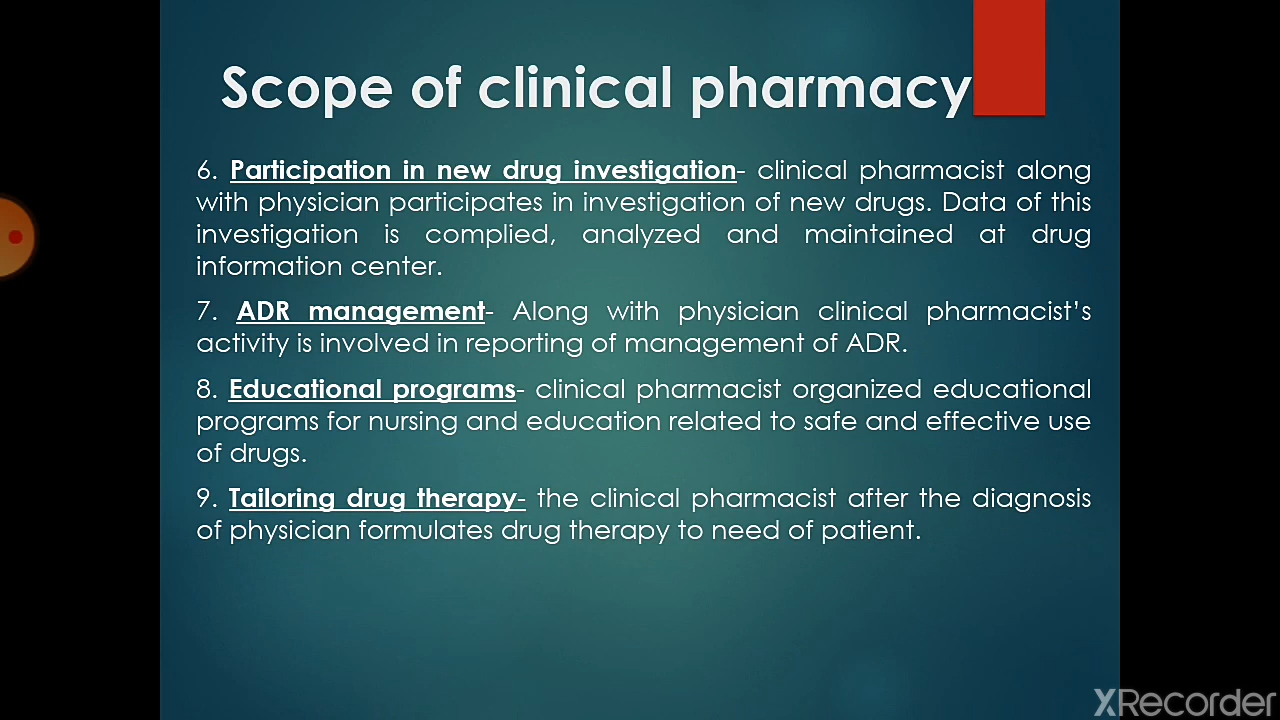 Scope of clinical pharmacy
6. Participation in new drug investigation- clinical pharmacist along
with physician participates in investigation of new drugs. Data of this
investigation is complied, analyzed and maintained at drug
information center.
7. ADR management- Along with physician clinical pharmacist’s
activity is involved in reporting of management of ADR.
8. Educational programs- clinical pharmacist organized educational
programs for nursing and education related to safe and effective use
of drugs.
9. Tailoring drug therapy- the clinical pharmacist after the diagnosis
of physician formulates drug therapy to need of patient.
XRecorder